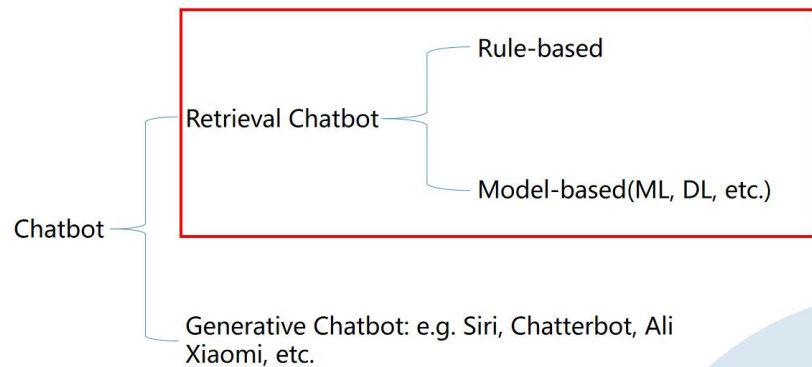 Rule-based
Retrieval Chatbot
Model-based(ML, DL, etc.)
Chatbot
Generative Chatbot: e.g. Siri, Chatterbot, Ali
Xiaomi, etc.